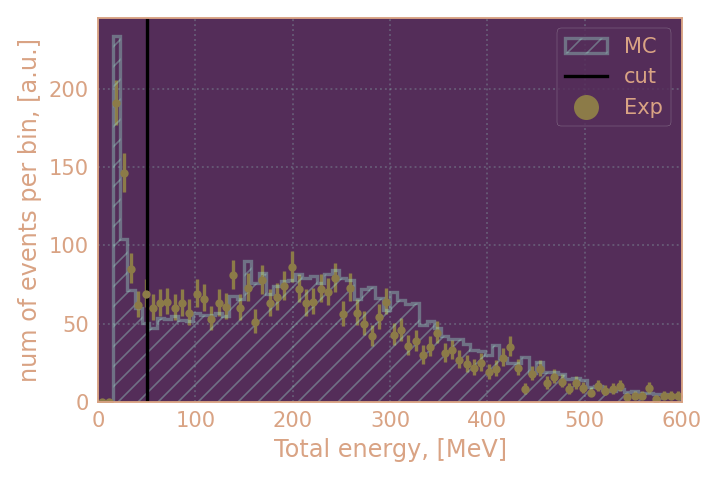 num of events per bin, [a.u.]
200
150
100
50
0
0 100 200 300 400 500 600
Total energy, [MeV]
MC
cut
Exp